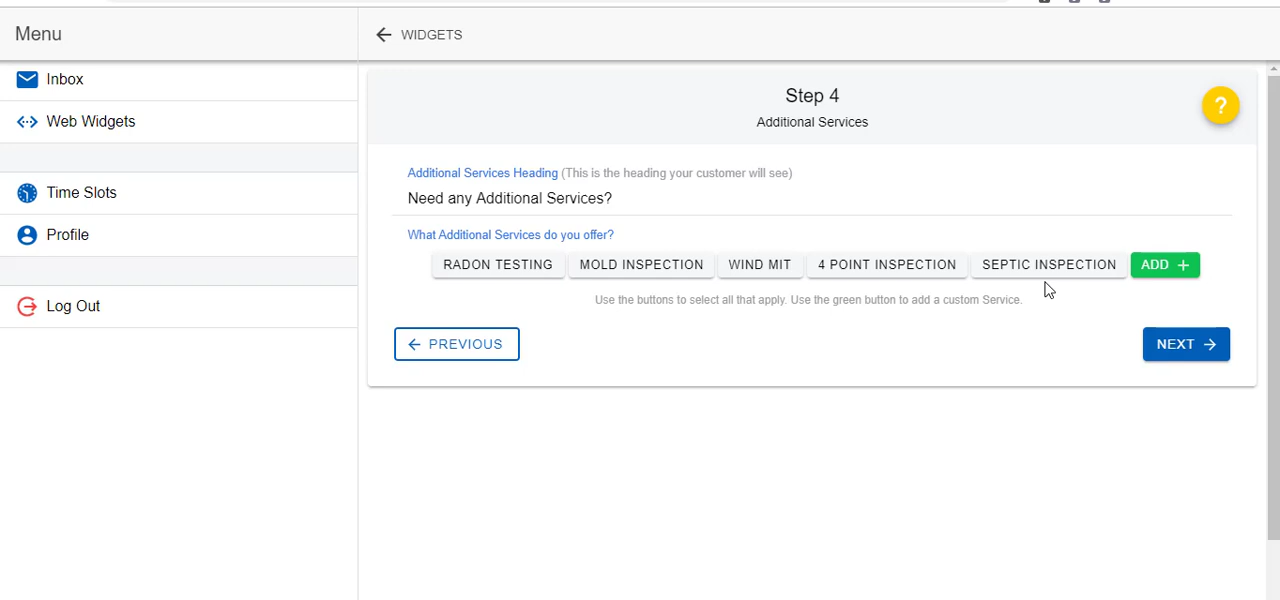 Menu
WIDGETS
Inbox
Web Widgets
Time Slots
Profile
Log Out
Step 4
Additional Services
?
Additional Services Heading (This is the heading your customer will see)
Need any Additional Services?
What Additional Services do you offer?
RADON TESTING MOLD INSPECTION WIND MIT 4 POINT INSPECTION SEPTIC INSPECTION ADD +
Use the buttons to select all that apply. Use the green button to add a custom Service.
PREVIOUS NEXT